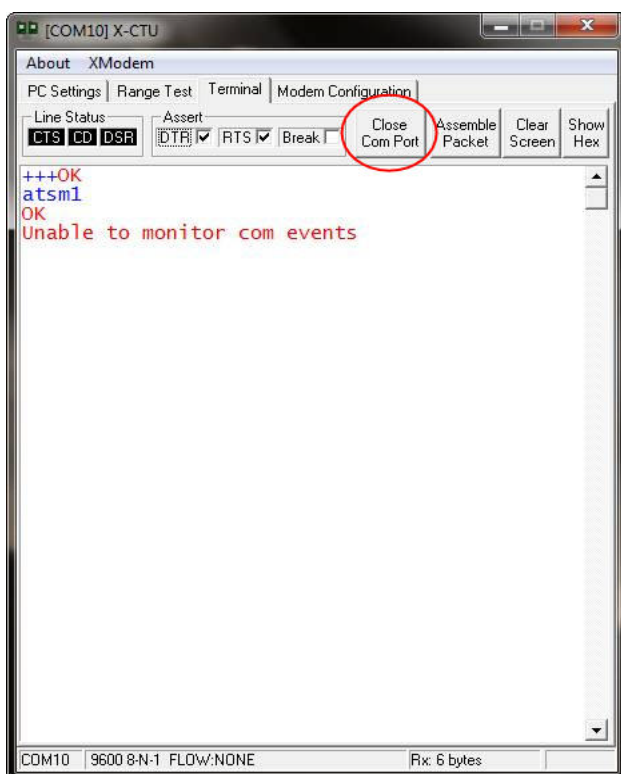 [COM10] X-CTU
About XModem
PC Settings Range Test Terminal Modem Configuration
Line Status
CTS CD DSR
Assert
DTR RTS Break
Close
Com Port
Assemble
Packet
Clear
Screen
Show
Hex
+++OK
atsm1
OK
Unable to monitor com events
COM10 9600 8-N-1 FLOW:NONE Rx: 6 bytes